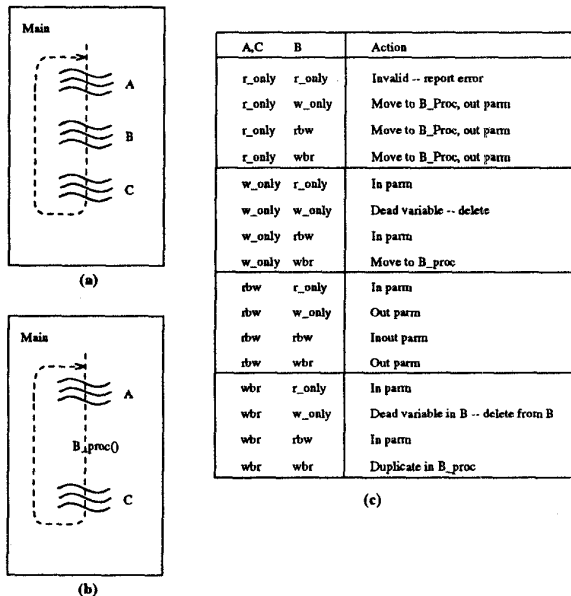 Main
A
B
C
(a)
Main
A
B_proc()
C
(b)
A,C B Action
r_only r_only Invalid -- report error
r_only w_only Move to B_Proc, out parm
r_only rbw Move to B_Proc, out parm
r_only wbr Move to B_Proc, out parm
w_only r_only In parm
w_only w_only Dead variable -- delete
w_only rbw In parm
w_only wbr Move to B_proc
rbw r_only In parm
rbw w_only Out parm
rbw rbw Inout parm
rbw wbr Out parm
wbr r_only In parm
wbr w_only Dead variable in B -- delete from B
wbr rbw In parm
wbr wbr Duplicate in B_proc
(c)